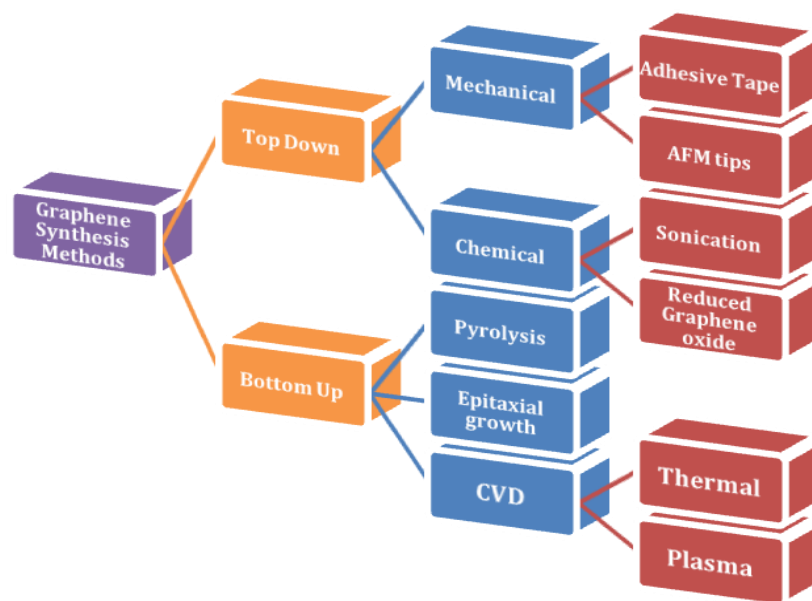 Graphene
Synthesis
Methods
Top Down
Bottom Up
Mechanical
Chemical
Pyrolysis
Epitaxial
growth
CVD
Adhesive Tape
AFM tips
Sonication
Reduced
Graphene
oxide
Thermal
Plasma